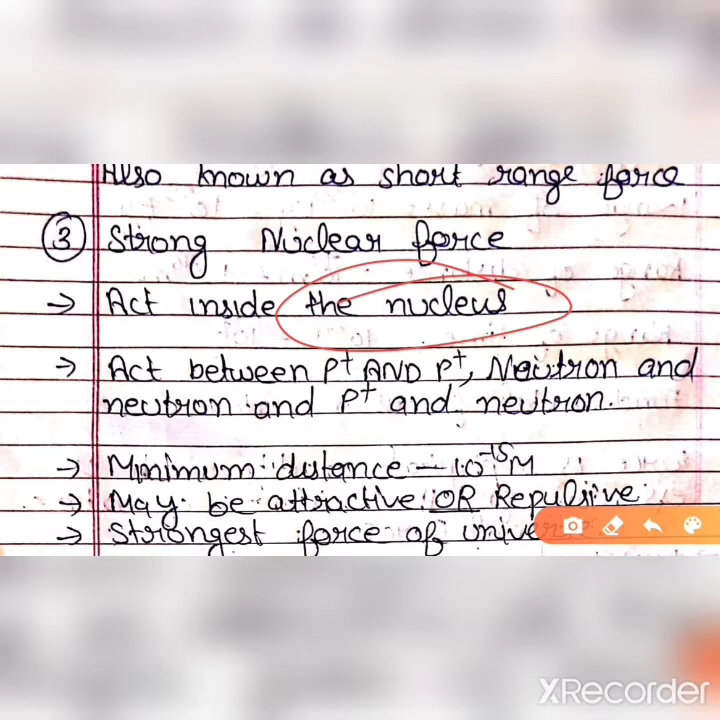 Also known as short range force
③ Strong Nuclear force
→ Act inside the nucleus
→ Act between P⁺ AND P⁺, Neutron and
neutron and P⁺ and neutron.
→ Minimum distance — 10⁻¹⁵M
→ May be attractive OR Repulsive
→ Strongest force of
XRecorder